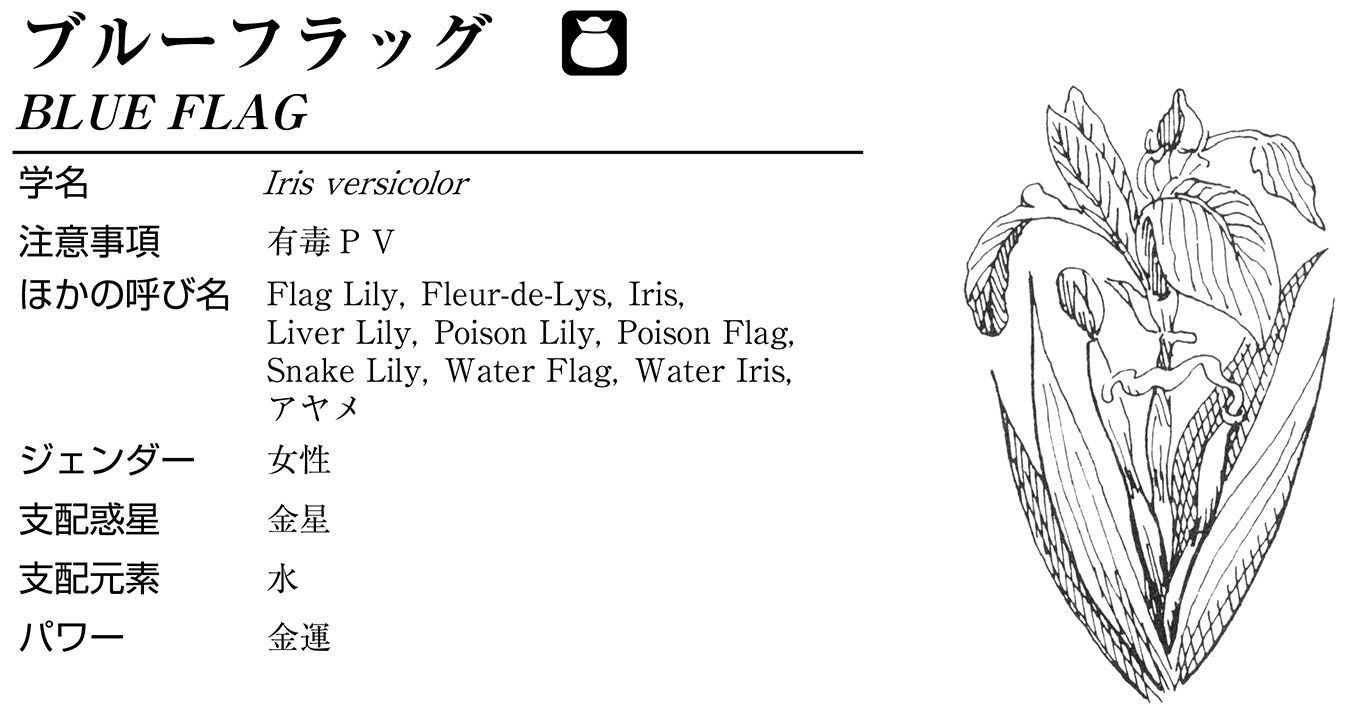 ブルーフラッグ
BLUE FLAG
学名 Iris versicolor
注意事項 有毒ＰＶ
ほかの呼び名 Flag Lily, Fleur-de-Lys, Iris,
Liver Lily, Poison Lily, Poison Flag,
Snake Lily, Water Flag, Water Iris,
アヤメ
ジェンダー 女性
支配惑星 金星
支配元素 水
パワー 金運